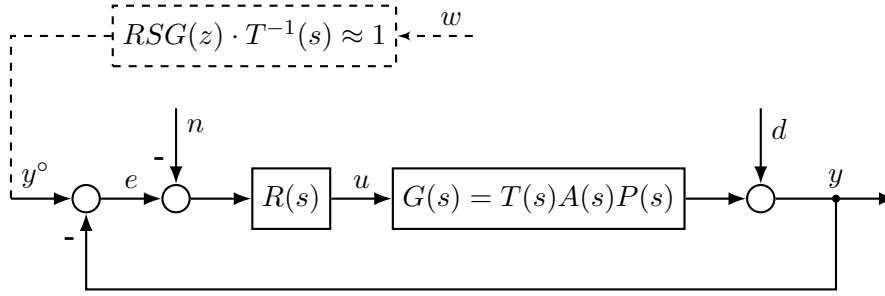 RSG(z) · T⁻¹(s) ≈ 1
w
n
d
-
y°
e
R(s)
u
G(s) = T(s)A(s)P(s)
y
-